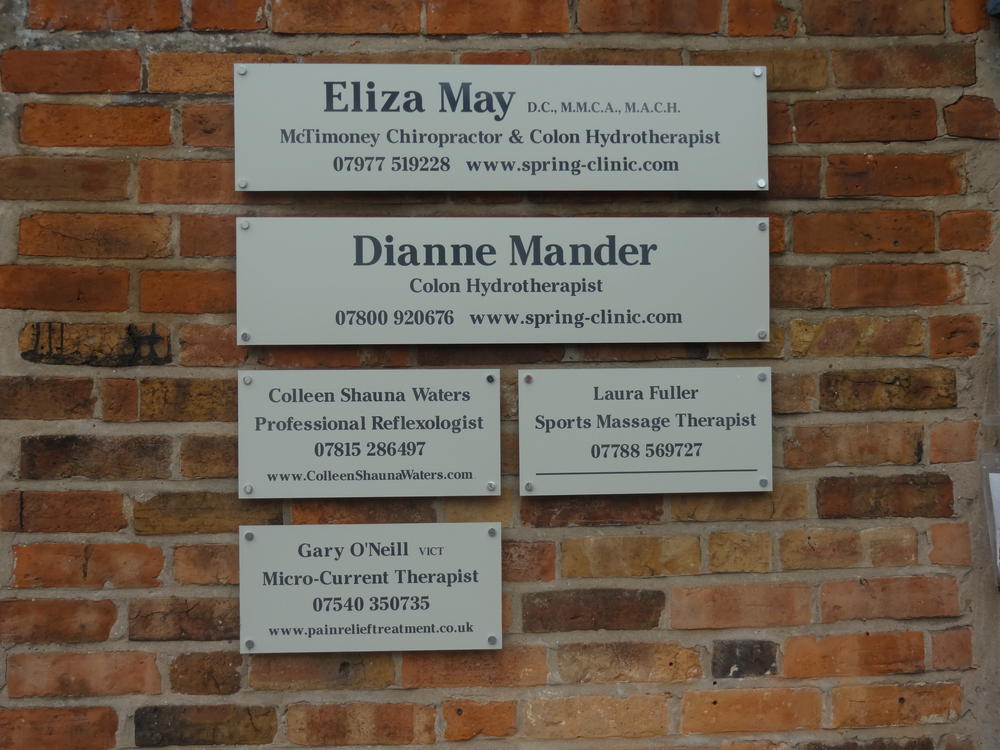 Eliza May D.C., M.M.C.A., M.A.C.H.
McTimoney Chiropractor & Colon Hydrotherapist
07977 519228 www.spring-clinic.com
Dianne Mander
Colon Hydrotherapist
07800 920676 www.spring-clinic.com
Colleen Shauna Waters
Professional Reflexologist
07815 286497
www.ColleenShaunaWaters.com
Laura Fuller
Sports Massage Therapist
07788 569727
Gary O'Neill VICT
Micro-Current Therapist
07540 350735
www.painrelieftreatment.co.uk